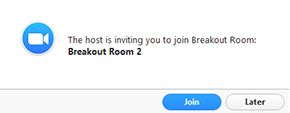 The host is inviting you to join Breakout Room:
Breakout Room 2
Join
Later